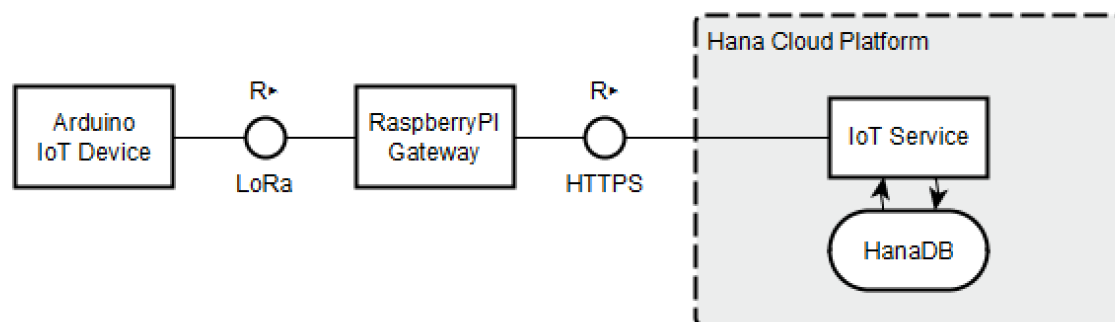 Hana Cloud Platform
R▸
R▸
Arduino
IoT Device
RaspberryPI
Gateway
IoT Service
LoRa
HTTPS
HanaDB